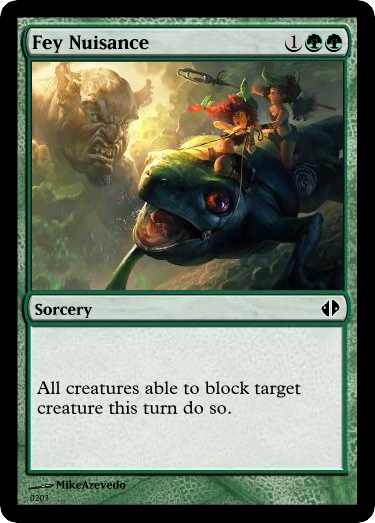 Fey Nuisance 1
Sorcery
All creatures able to block target
creature this turn do so.
MikeAzevedo
0203